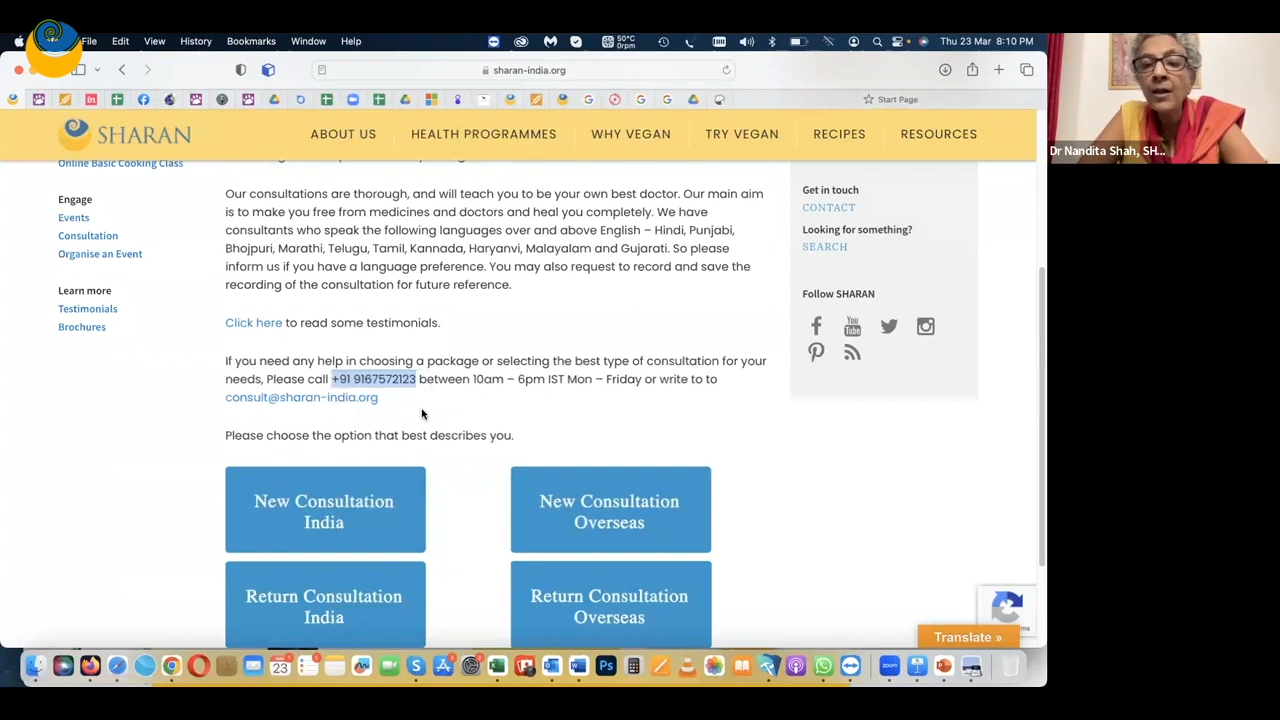 File Edit View History Bookmarks Window Help
50°C
0rpm
Thu 23 Mar 8:10 PM
sharan-india.org
Start Page
SHARAN
ABOUT US HEALTH PROGRAMMES WHY VEGAN TRY VEGAN RECIPES RESOURCES
Dr Nandita Shah, SH...
Online Basic Cooking Class
Engage
Events
Consultation
Organise an Event
Learn more
Testimonials
Brochures
Our consultations are thorough, and will teach you to be your own best doctor. Our main aim
is to make you free from medicines and doctors and heal you completely. We have
consultants who speak the following languages over and above English – Hindi, Punjabi,
Bhojpuri, Marathi, Telugu, Tamil, Kannada, Haryanvi, Malayalam and Gujarati. So please
inform us if you have a language preference. You may also request to record and save the
recording of the consultation for future reference.
Click here to read some testimonials.
If you need any help in choosing a package or selecting the best type of consultation for your
needs, Please call +91 9167572123 between 10am – 6pm IST Mon – Friday or write to to
consult@sharan-india.org
Please choose the option that best describes you.
New Consultation
India
New Consultation
Overseas
Return Consultation
India
Return Consultation
Overseas
Get in touch
CONTACT
Looking for something?
SEARCH
Follow SHARAN
You
Tube
Translate »
23
zoom